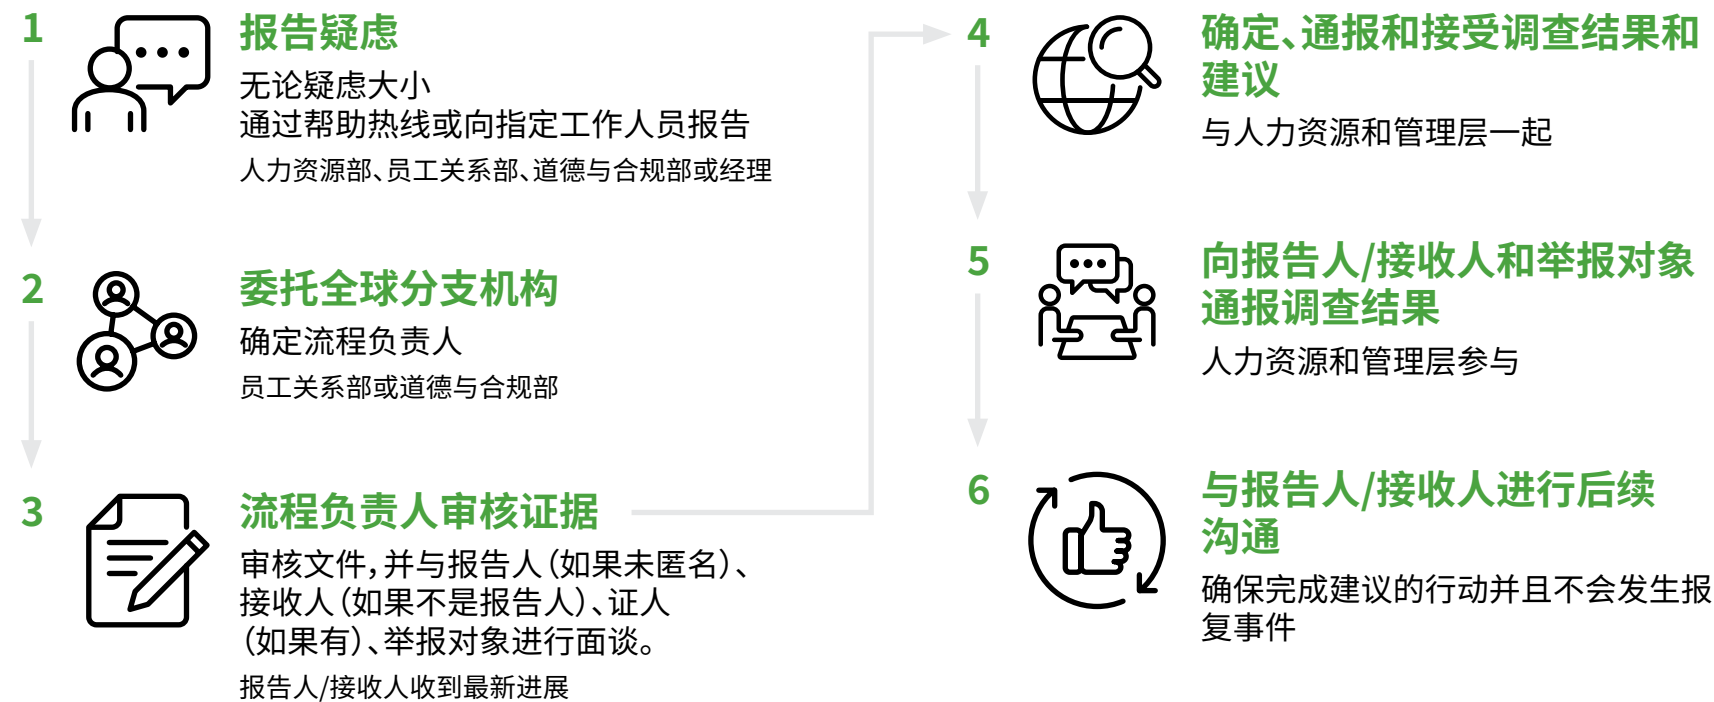 1
报告疑虑
无论疑虑大小
通过帮助热线或向指定工作人员报告
人力资源部、员工关系部、道德与合规部或经理
2
委托全球分支机构
确定流程负责人
员工关系部或道德与合规部
3
流程负责人审核证据
审核文件，并与报告人（如果未匿名）、
接收人（如果不是报告人）、证人
（如果有）、举报对象进行面谈。
报告人/接收人收到最新进展
4
确定、通报和接受调查结果和
建议
与人力资源和管理层一起
5
向报告人/接收人和举报对象
通报调查结果
人力资源和管理层参与
6
与报告人/接收人进行后续
沟通
确保完成建议的行动并且不会发生报
复事件